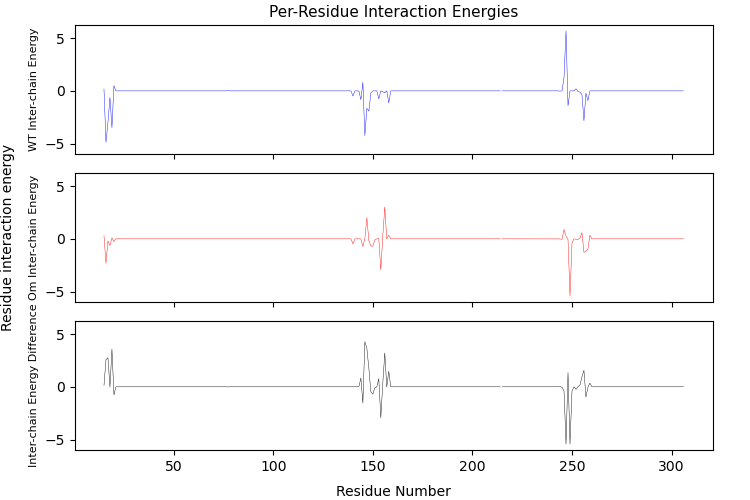 Per-Residue Interaction Energies
Residue interaction energy
WT Inter-chain Energy
5
0
−5
Om Inter-chain Energy
5
0
−5
Inter-chain Energy Difference
5
0
−5
50 100 150 200 250 300
Residue Number